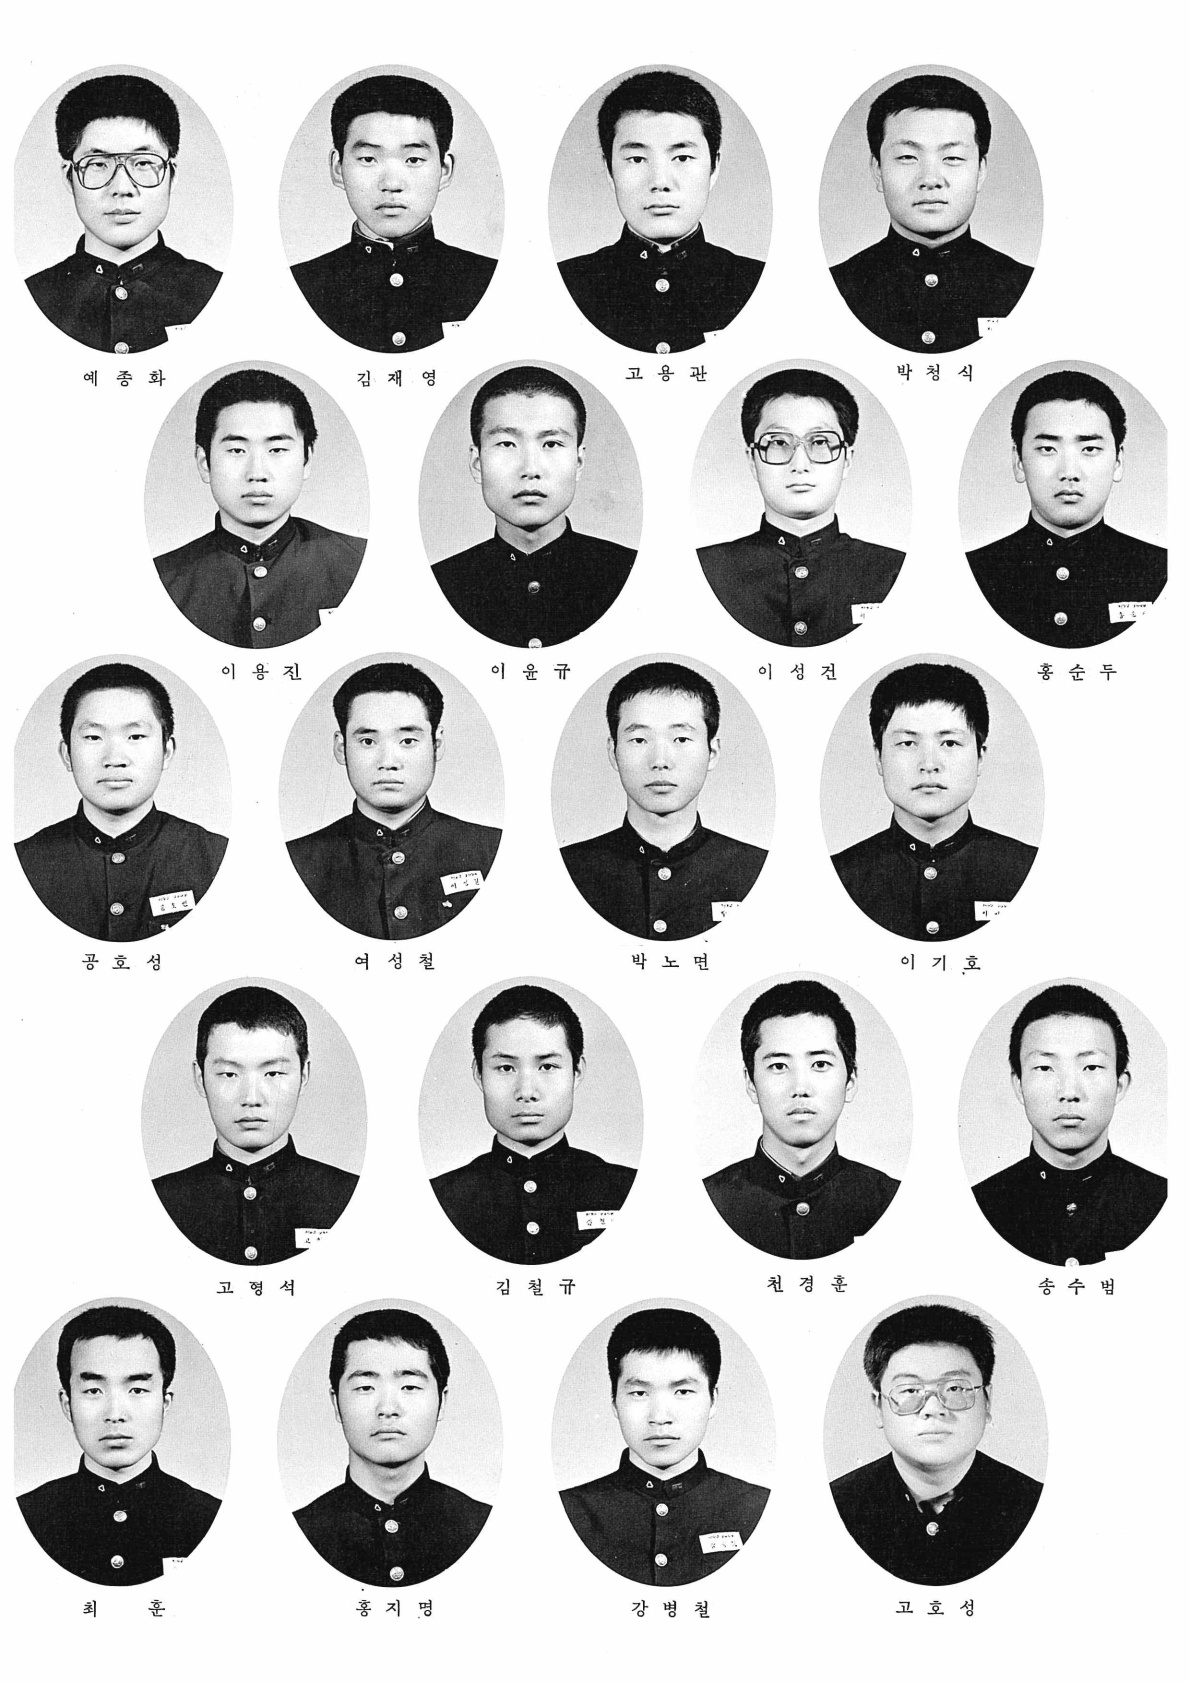 예종화 김재영 고용관 박청식
이용진 이윤규 이성건 홍순두
공호성 여성철 박노면 이기호
고형석 김철규 천경훈 송수범
최 훈 홍지명 강병철 고호성